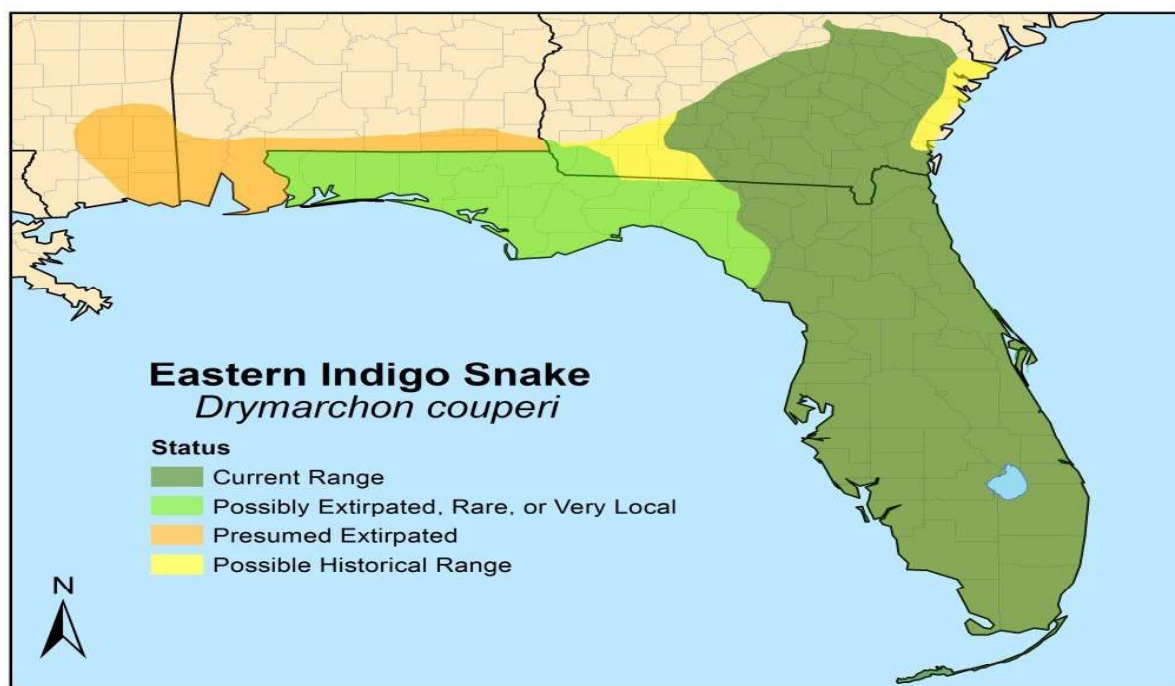 Eastern Indigo Snake
Drymarchon couperi
Status
Current Range
Possibly Extirpated, Rare, or Very Local
Presumed Extirpated
Possible Historical Range
N